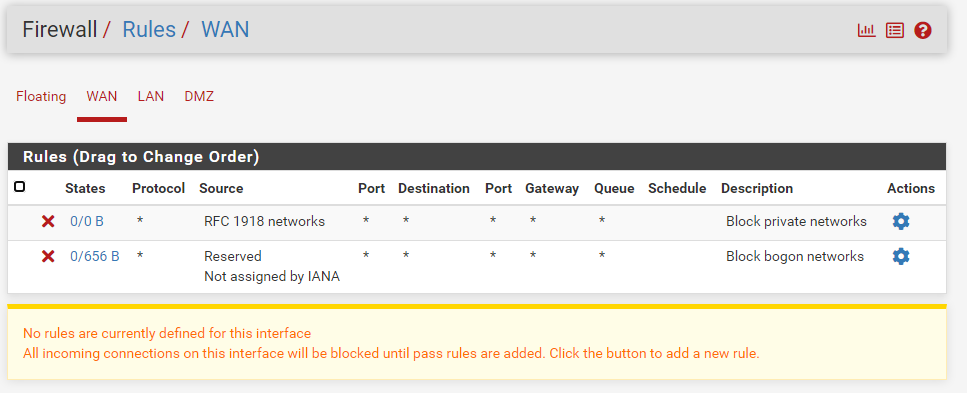 Firewall / Rules / WAN
Floating WAN LAN DMZ
Rules (Drag to Change Order)
States Protocol Source Port Destination Port Gateway Queue Schedule Description Actions
0/0 B * RFC 1918 networks * * * * * Block private networks
0/656 B * Reserved * * * * * Block bogon networks
Not assigned by IANA
No rules are currently defined for this interface
All incoming connections on this interface will be blocked until pass rules are added. Click the button to add a new rule.